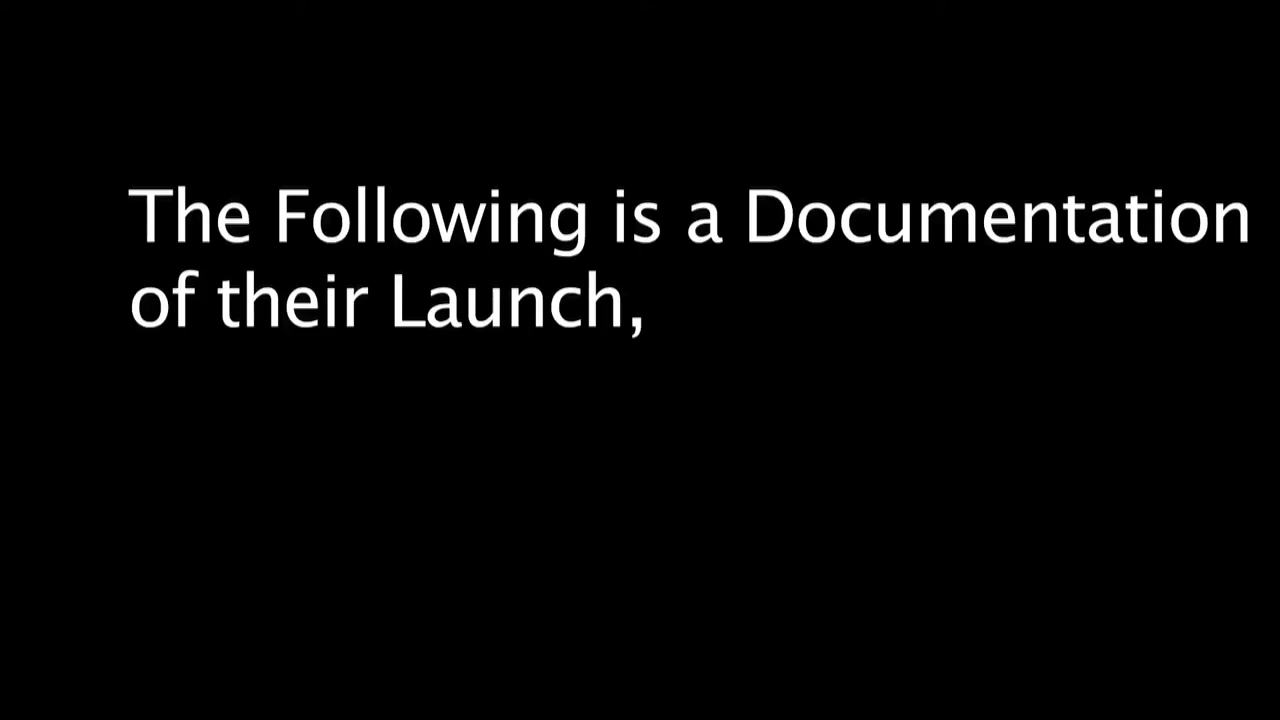 The Following is a Documentation
of their Launch,